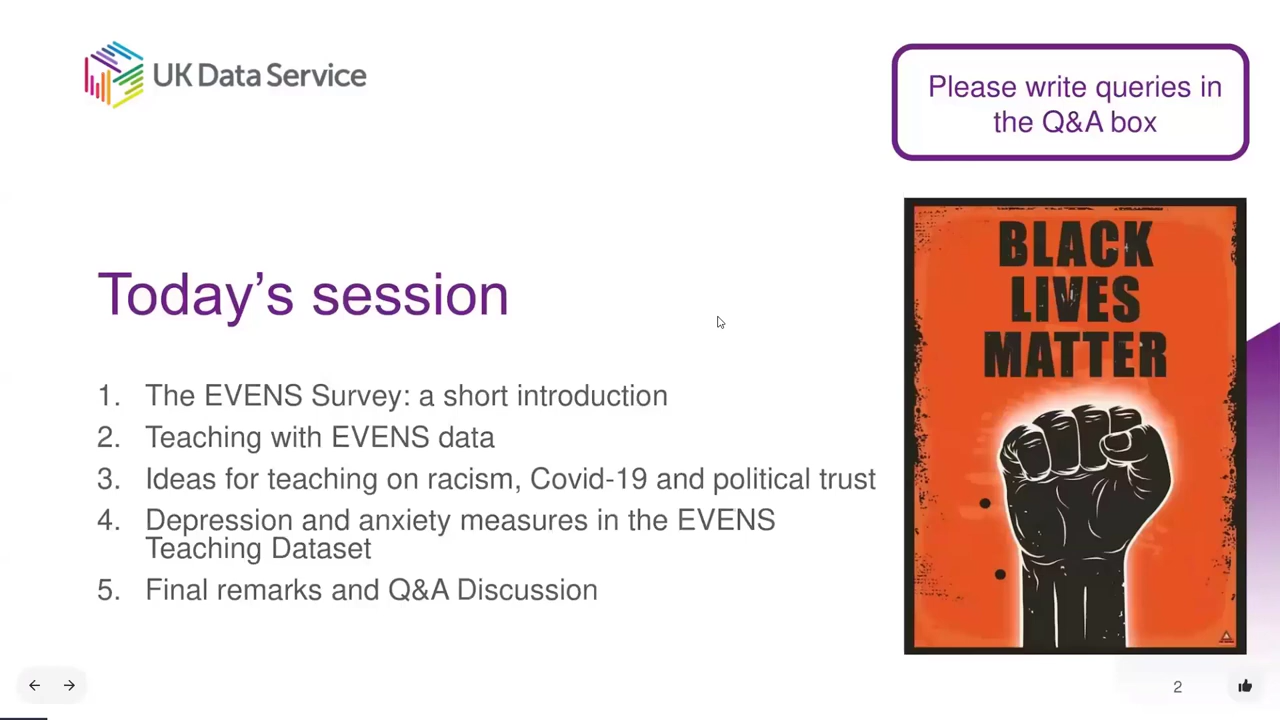 UK Data Service
Please write queries in
the Q&A box
Today's session
1. The EVENS Survey: a short introduction
2. Teaching with EVENS data
3. Ideas for teaching on racism, Covid-19 and political trust
4. Depression and anxiety measures in the EVENS
Teaching Dataset
5. Final remarks and Q&A Discussion
BLACK
LIVES
MATTER
2